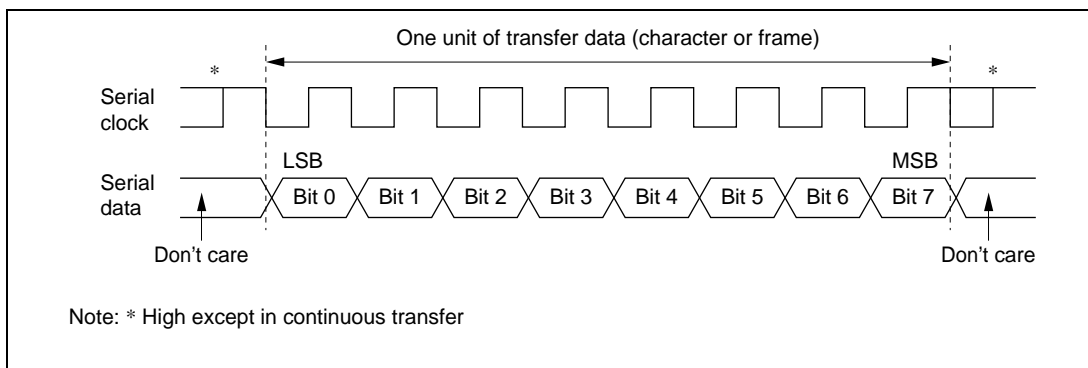 One unit of transfer data (character or frame)
* *
Serial clock
LSB MSB
Serial data
Bit 0 Bit 1 Bit 2 Bit 3 Bit 4 Bit 5 Bit 6 Bit 7
Don't care Don't care
Note: * High except in continuous transfer